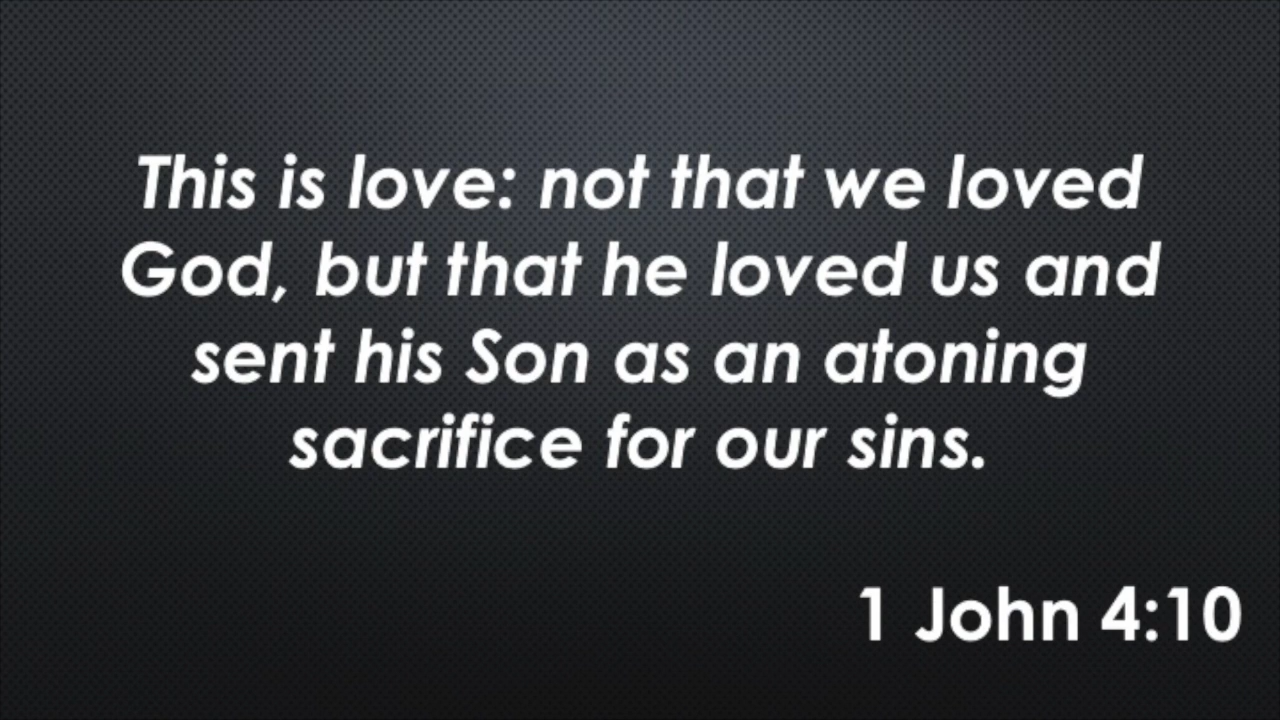 This is love: not that we loved
God, but that he loved us and
sent his Son as an atoning
sacrifice for our sins.
1 John 4:10